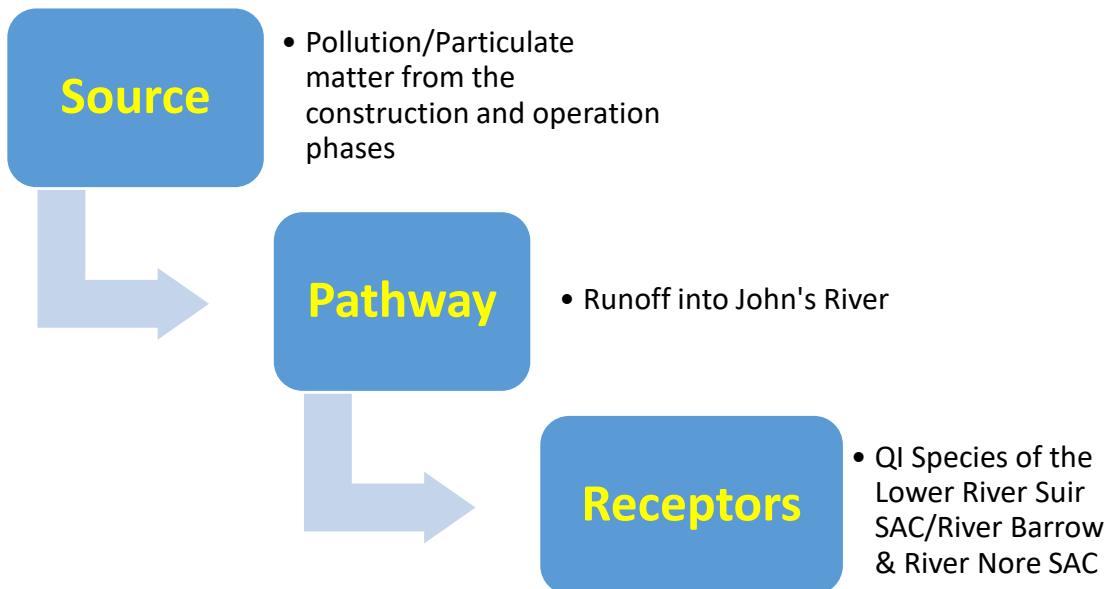 Source
• Pollution/Particulate
matter from the
construction and operation
phases
Pathway
• Runoff into John's River
Receptors
• QI Species of the
Lower River Suir
SAC/River Barrow
& River Nore SAC